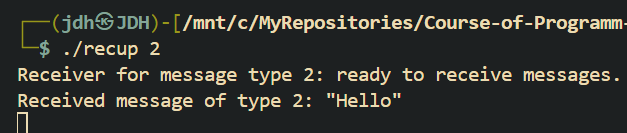 ┌──(jdh㉿JDH)-[/mnt/c/MyRepositories/Course-of-Programm-
└─$ ./recup 2
Receiver for message type 2: ready to receive messages.
Received message of type 2: "Hello"